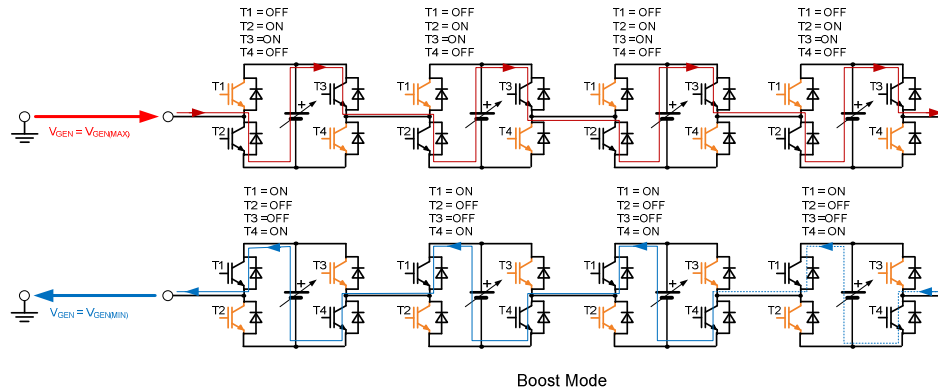 T1 = OFF T1 = OFF T1 = OFF T1 = OFF
T2 = ON T2 = ON T2 = ON T2 = ON
T3 =ON T3 =ON T3 =ON T3 =ON
T4 = OFF T4 = OFF T4 = OFF T4 = OFF
T1 T3 T1 T3 T1 T3 T1 T3
+ + + +
T2 T4 T2 T4 T2 T4 T2 T4
VGEN = VGEN(MAX)
T1 = ON T1 = ON T1 = ON T1 = ON
T2 = OFF T2 = OFF T2 = OFF T2 = OFF
T3 =OFF T3 =OFF T3 =OFF T3 =OFF
T4 = ON T4 = ON T4 = ON T4 = ON
T1 T3 T1 T3 T1 T3 T1 T3
+ + + +
T2 T4 T2 T4 T2 T4 T2 T4
VGEN = VGEN(MIN)
Boost Mode